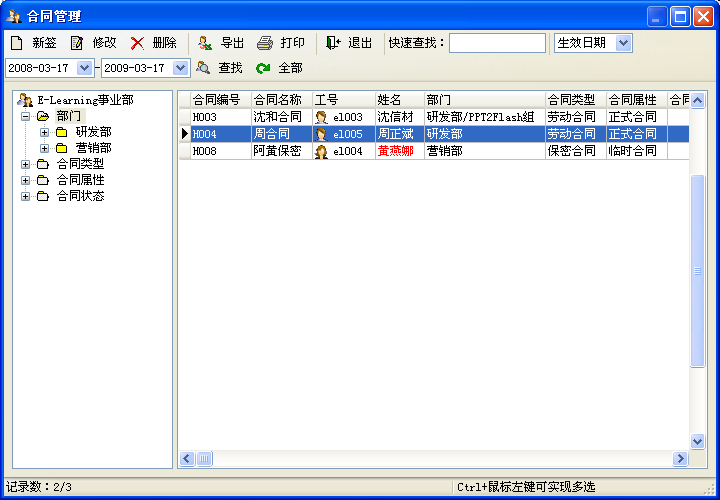 合同管理
新签 修改 删除 导出 打印 退出 快速查找: 生效日期
2008-03-17 - 2009-03-17 查找 全部
E-Learning事业部
部门
研发部
营销部
合同类型
合同属性
合同状态
合同编号 合同名称 工号 姓名 部门 合同类型 合同属性 合同
H003 沈和合同 el003 沈信材 研发部/PPT2Flash组 劳动合同 正式合同
H004 周合同 el005 周正斌 研发部 劳动合同 正式合同
H008 阿黄保密 el004 黄燕娜 营销部 保密合同 临时合同
记录数: 2/3 Ctrl+鼠标左键可实现多选